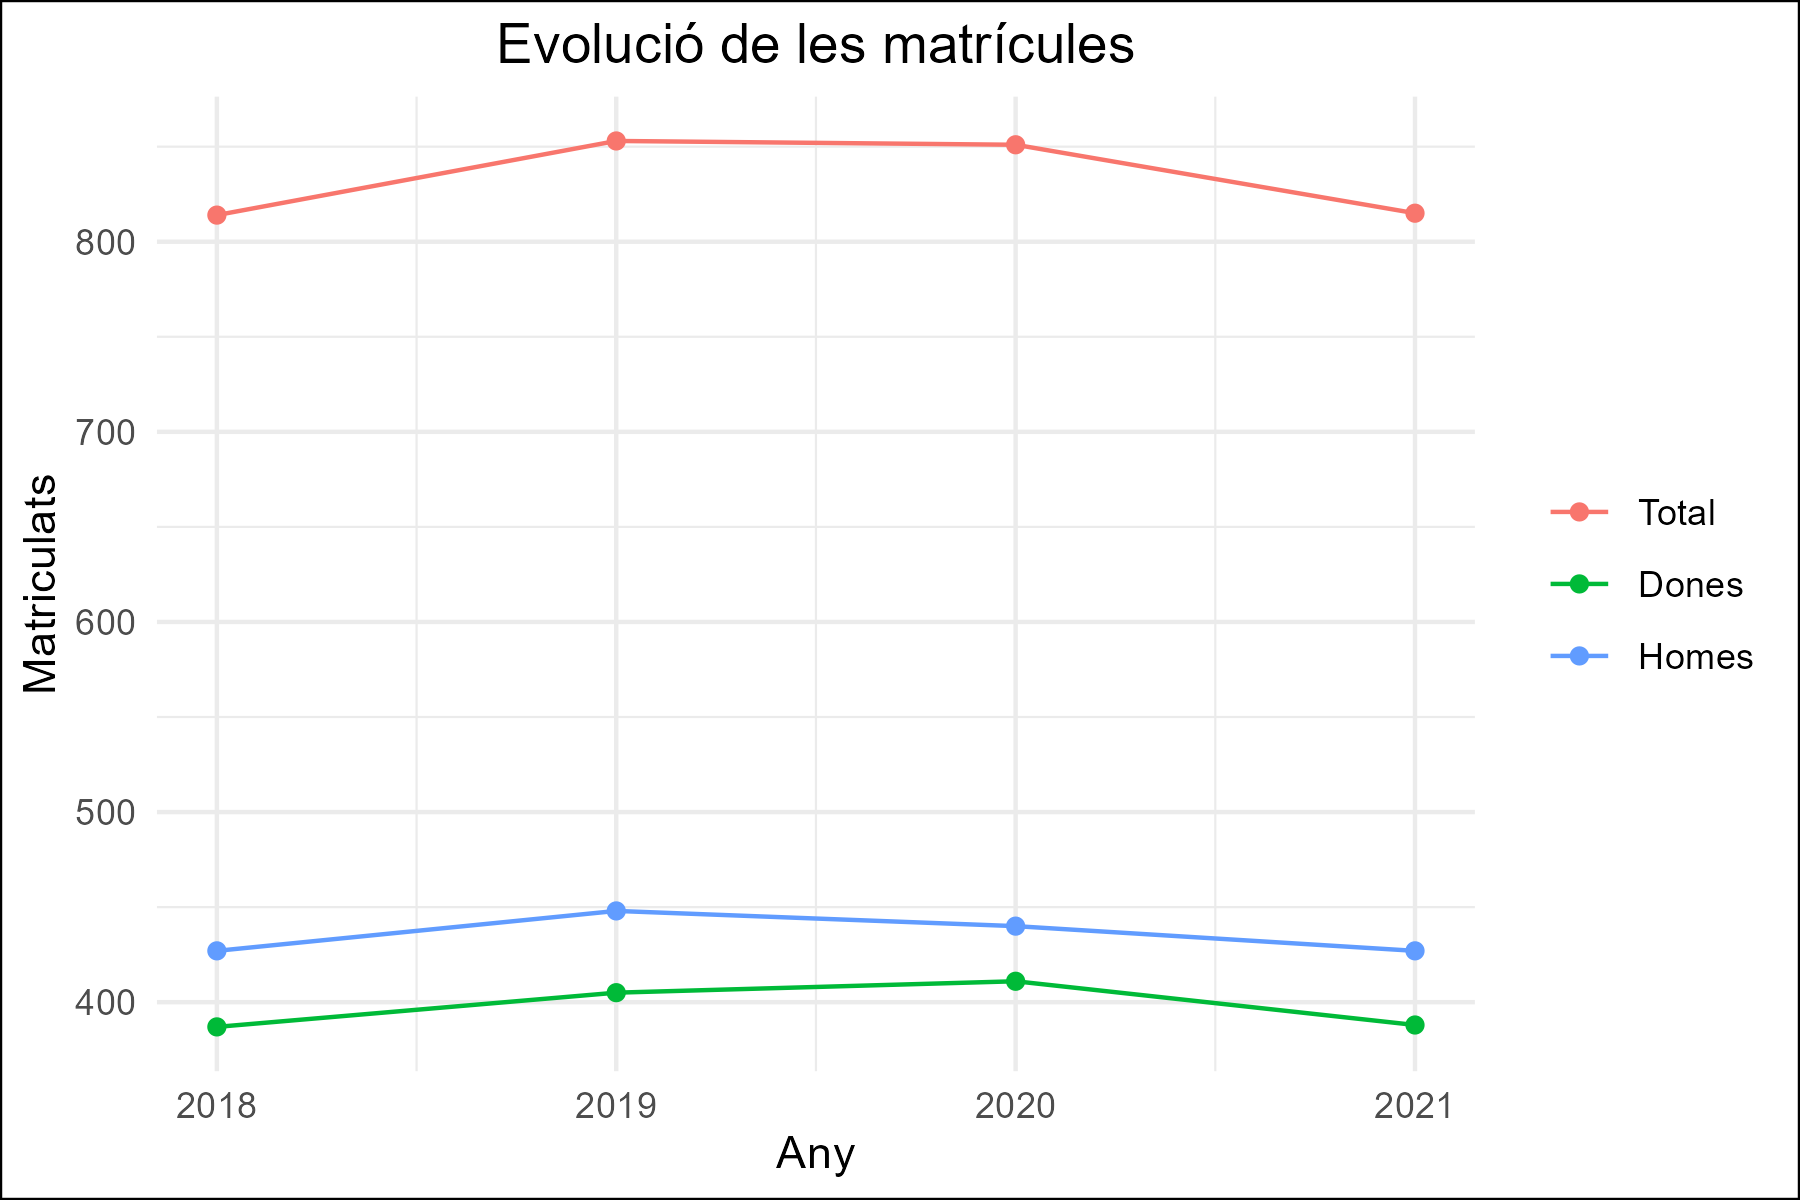 Evolució de les matrícules
800
700
600
500
400
Matriculats
2018 2019 2020 2021
Any
Total
Dones
Homes